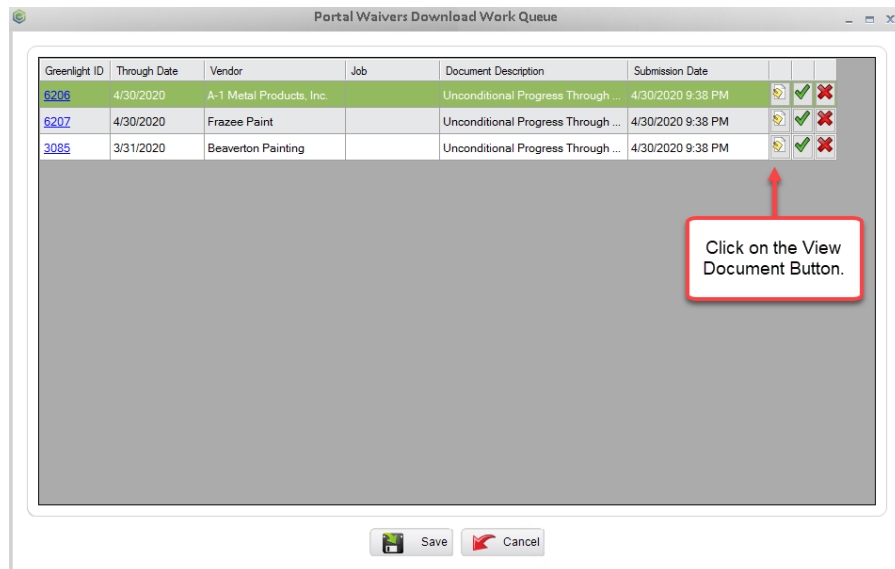 Portal Waivers Download Work Queue
Greenlight ID Through Date Vendor Job Document Description Submission Date
6206 4/30/2020 A-1 Metal Products, Inc. Unconditional Progress Through ... 4/30/2020 9:38 PM
6207 4/30/2020 Frazee Paint Unconditional Progress Through ... 4/30/2020 9:38 PM
3085 3/31/2020 Beaverton Painting Unconditional Progress Through ... 4/30/2020 9:38 PM
Click on the View
Document Button.
Save Cancel